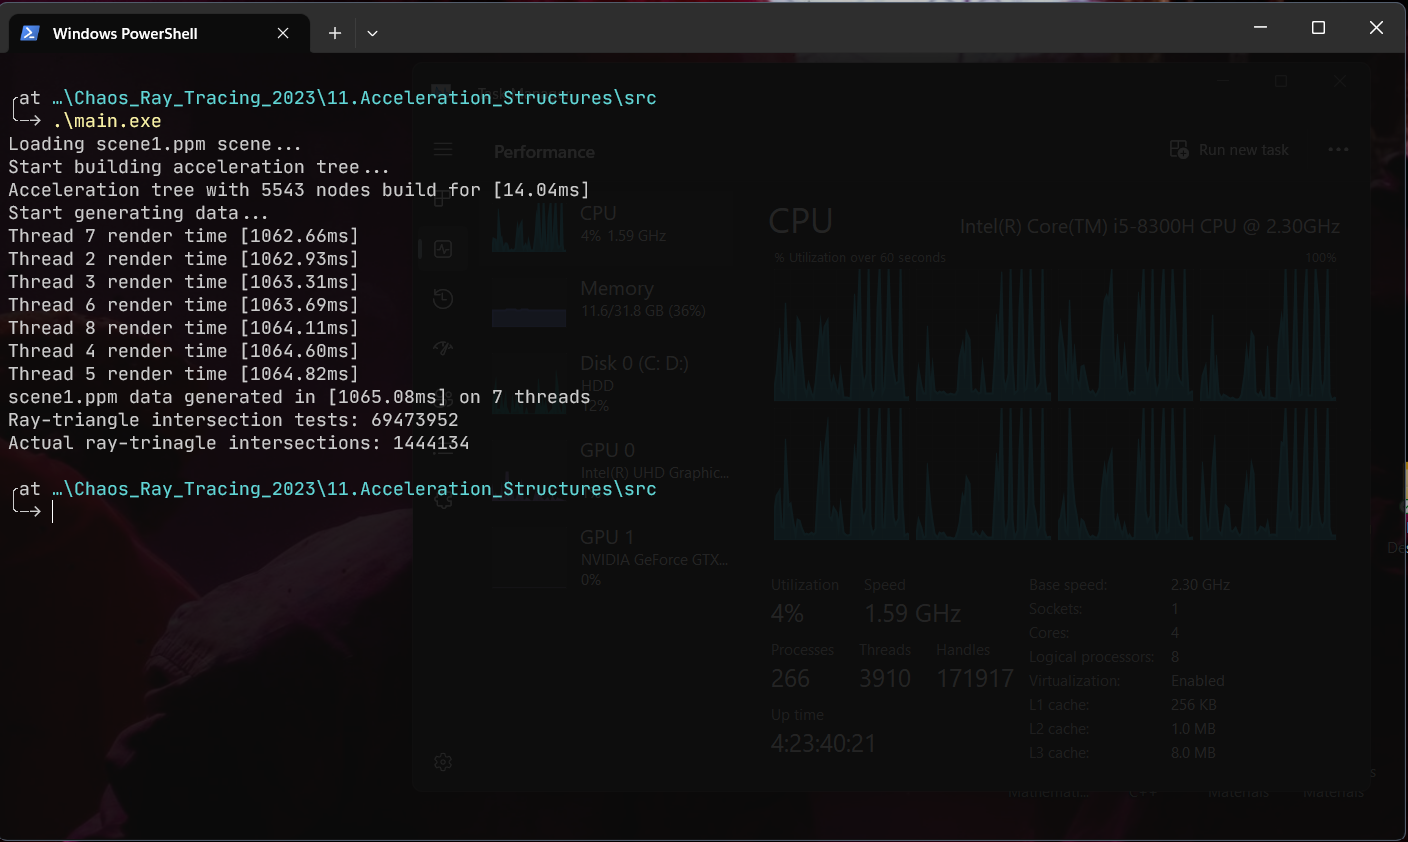 Windows PowerShell
at …\Chaos_Ray_Tracing_2023\11.Acceleration_Structures\src
.\main.exe
Loading scene1.ppm scene...
Start building acceleration tree...
Acceleration tree with 5543 nodes build for [14.04ms]
Start generating data...
Thread 7 render time [1062.66ms]
Thread 2 render time [1062.93ms]
Thread 3 render time [1063.31ms]
Thread 6 render time [1063.69ms]
Thread 8 render time [1064.11ms]
Thread 4 render time [1064.60ms]
Thread 5 render time [1064.82ms]
scene1.ppm data generated in [1065.08ms] on 7 threads
Ray-triangle intersection tests: 69473952
Actual ray-trinagle intersections: 1444134
at …\Chaos_Ray_Tracing_2023\11.Acceleration_Structures\src
Performance
Run new task
CPU
4% 1.59 GHz
Memory
11.6/31.8 GB (36%)
Disk 0 (C: D:)
HDD
12%
GPU 0
Intel(R) UHD Graphic...
GPU 1
NVIDIA GeForce GTX...
0%
CPU
Intel(R) Core(TM) i5-8300H CPU @ 2.30GHz
% Utilization over 60 seconds
100%
Utilization Speed
4% 1.59 GHz
Processes Threads Handles
266 3910 171917
Up time
4:23:40:21
Base speed: 2.30 GHz
Sockets: 1
Cores: 4
Logical processors: 8
Virtualization: Enabled
L1 cache: 256 KB
L2 cache: 1.0 MB
L3 cache: 8.0 MB
Materials
Materials